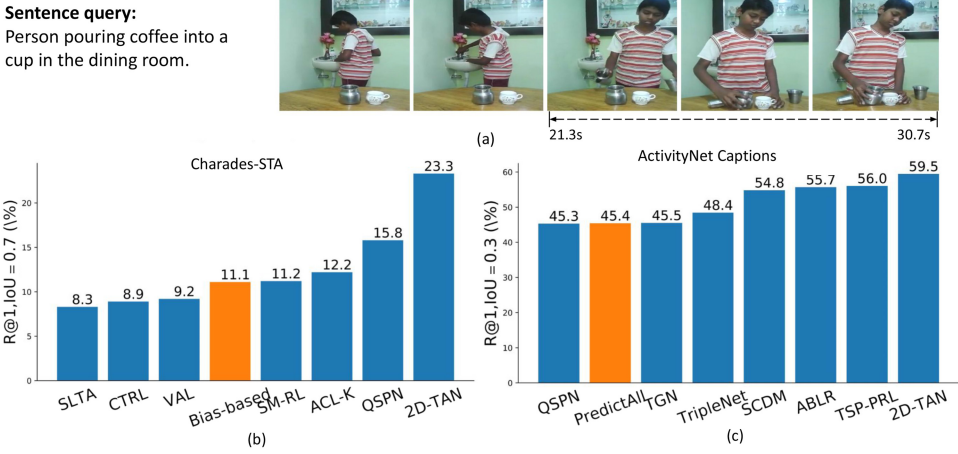 Sentence query:
Person pouring coffee into a
cup in the dining room.
21.3s
30.7s
(a)
Charades-STA
R@1,IoU = 0.7 (\%)
20
15
10
5
0
8.3
8.9
9.2
11.1
11.2
12.2
15.8
23.3
SLTA
CTRL
VAL
Bias-based
SM-RL
ACL-K
QSPN
2D-TAN
(b)
ActivityNet Captions
R@1,IoU = 0.3 (\%)
60
50
40
30
20
10
0
45.3
45.4
45.5
48.4
54.8
55.7
56.0
59.5
QSPN
PredictAll
TGN
TripleNet
SCDM
ABLR
TSP-PRL
2D-TAN
(c)